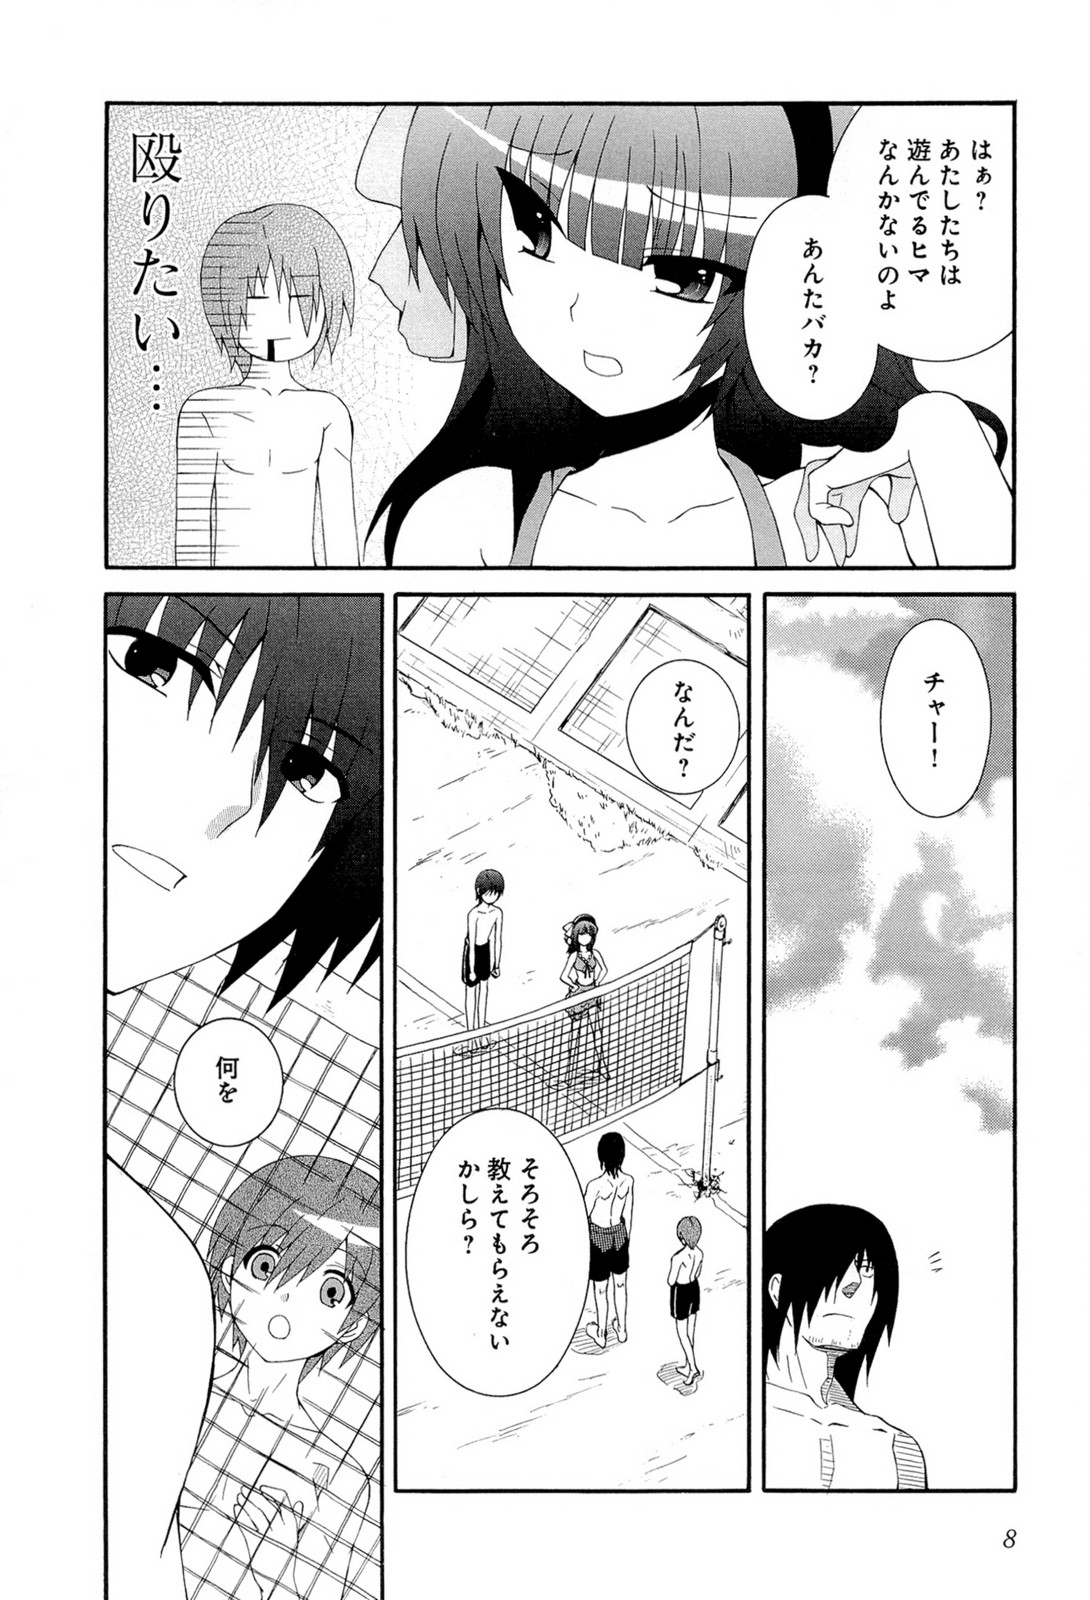 はぁ？
あたしたちは
遊んでるヒマ
なんかないのよ
あんたバカ？
殴りたい…
チャー！
なんだ？
そろそろ
教えてもらえない
かしら？
何を
8